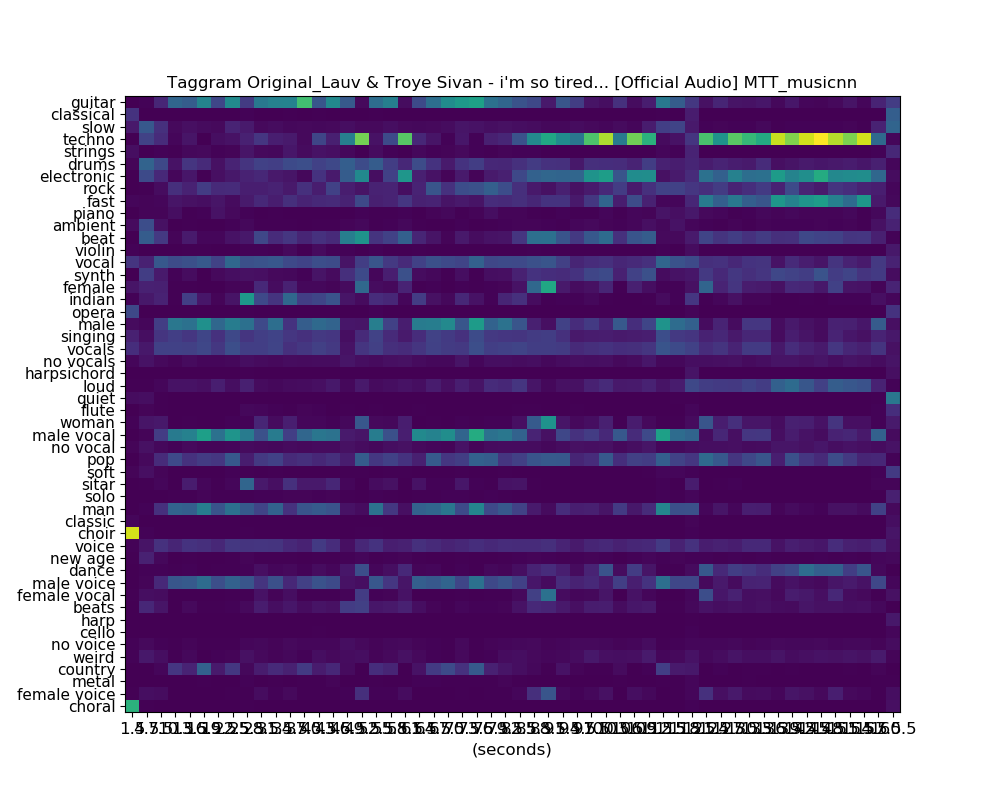 Taggram Original_Lauv & Troye Sivan - i'm so tired... [Official Audio] MTT_musicnn
guitar
classical
slow
techno
strings
drums
electronic
rock
fast
piano
ambient
beat
violin
vocal
synth
female
indian
opera
male
singing
vocals
no vocals
harpsichord
loud
quiet
flute
woman
male vocal
no vocal
pop
soft
sitar
solo
man
classic
choir
voice
new age
dance
male voice
female vocal
beats
harp
cello
no voice
weird
country
metal
female voice
choral
(seconds)